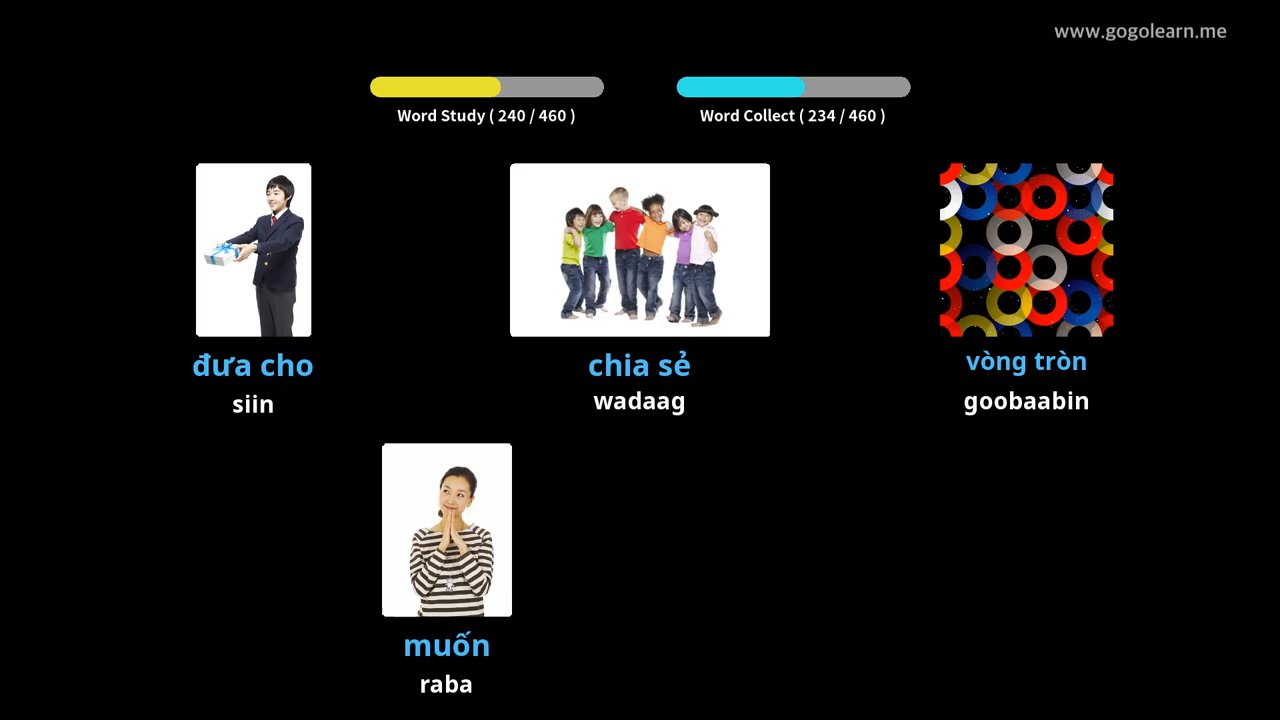 www.gogolearn.me
Word Study ( 240 / 460 )
Word Collect ( 234 / 460 )
đưa cho
siin
chia sẻ
wadaag
vòng tròn
goobaabin
muốn
raba